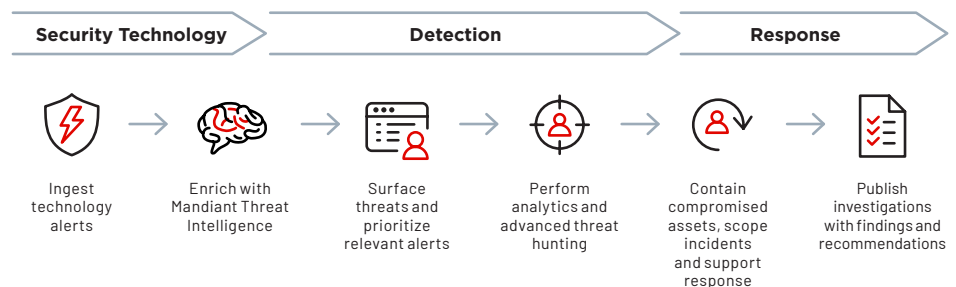 Security Technology
Detection
Response
Ingest
technology
alerts
Enrich with
Mandiant Threat
Intelligence
Surface
threats and
prioritize
relevant alerts
Perform
analytics and
advanced threat
hunting
Contain
compromised
assets, scope
incidents
and support
response
Publish
investigations
with findings and
recommendations